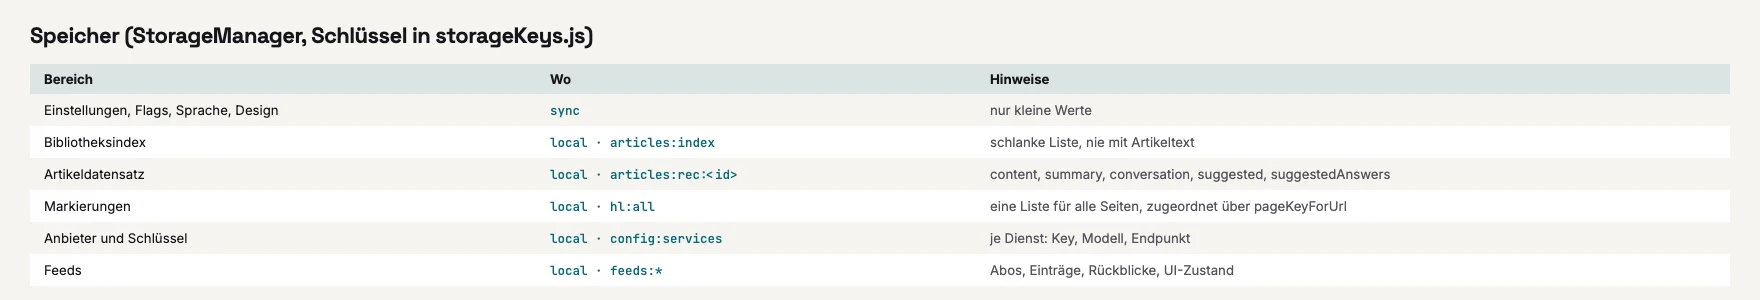 Speicher (StorageManager, Schlüssel in storageKeys.js)
Bereich Wo Hinweise
Einstellungen, Flags, Sprache, Design sync nur kleine Werte
Bibliotheksindex local · articles:index schlanke Liste, nie mit Artikeltext
Artikeldatensatz local · articles:rec:<id> content, summary, conversation, suggested, suggestedAnswers
Markierungen local · hl:all eine Liste für alle Seiten, zugeordnet über pageKeyForUrl
Anbieter und Schlüssel local · config:services je Dienst: Key, Modell, Endpunkt
Feeds local · feeds:* Abos, Einträge, Rückblicke, UI-Zustand